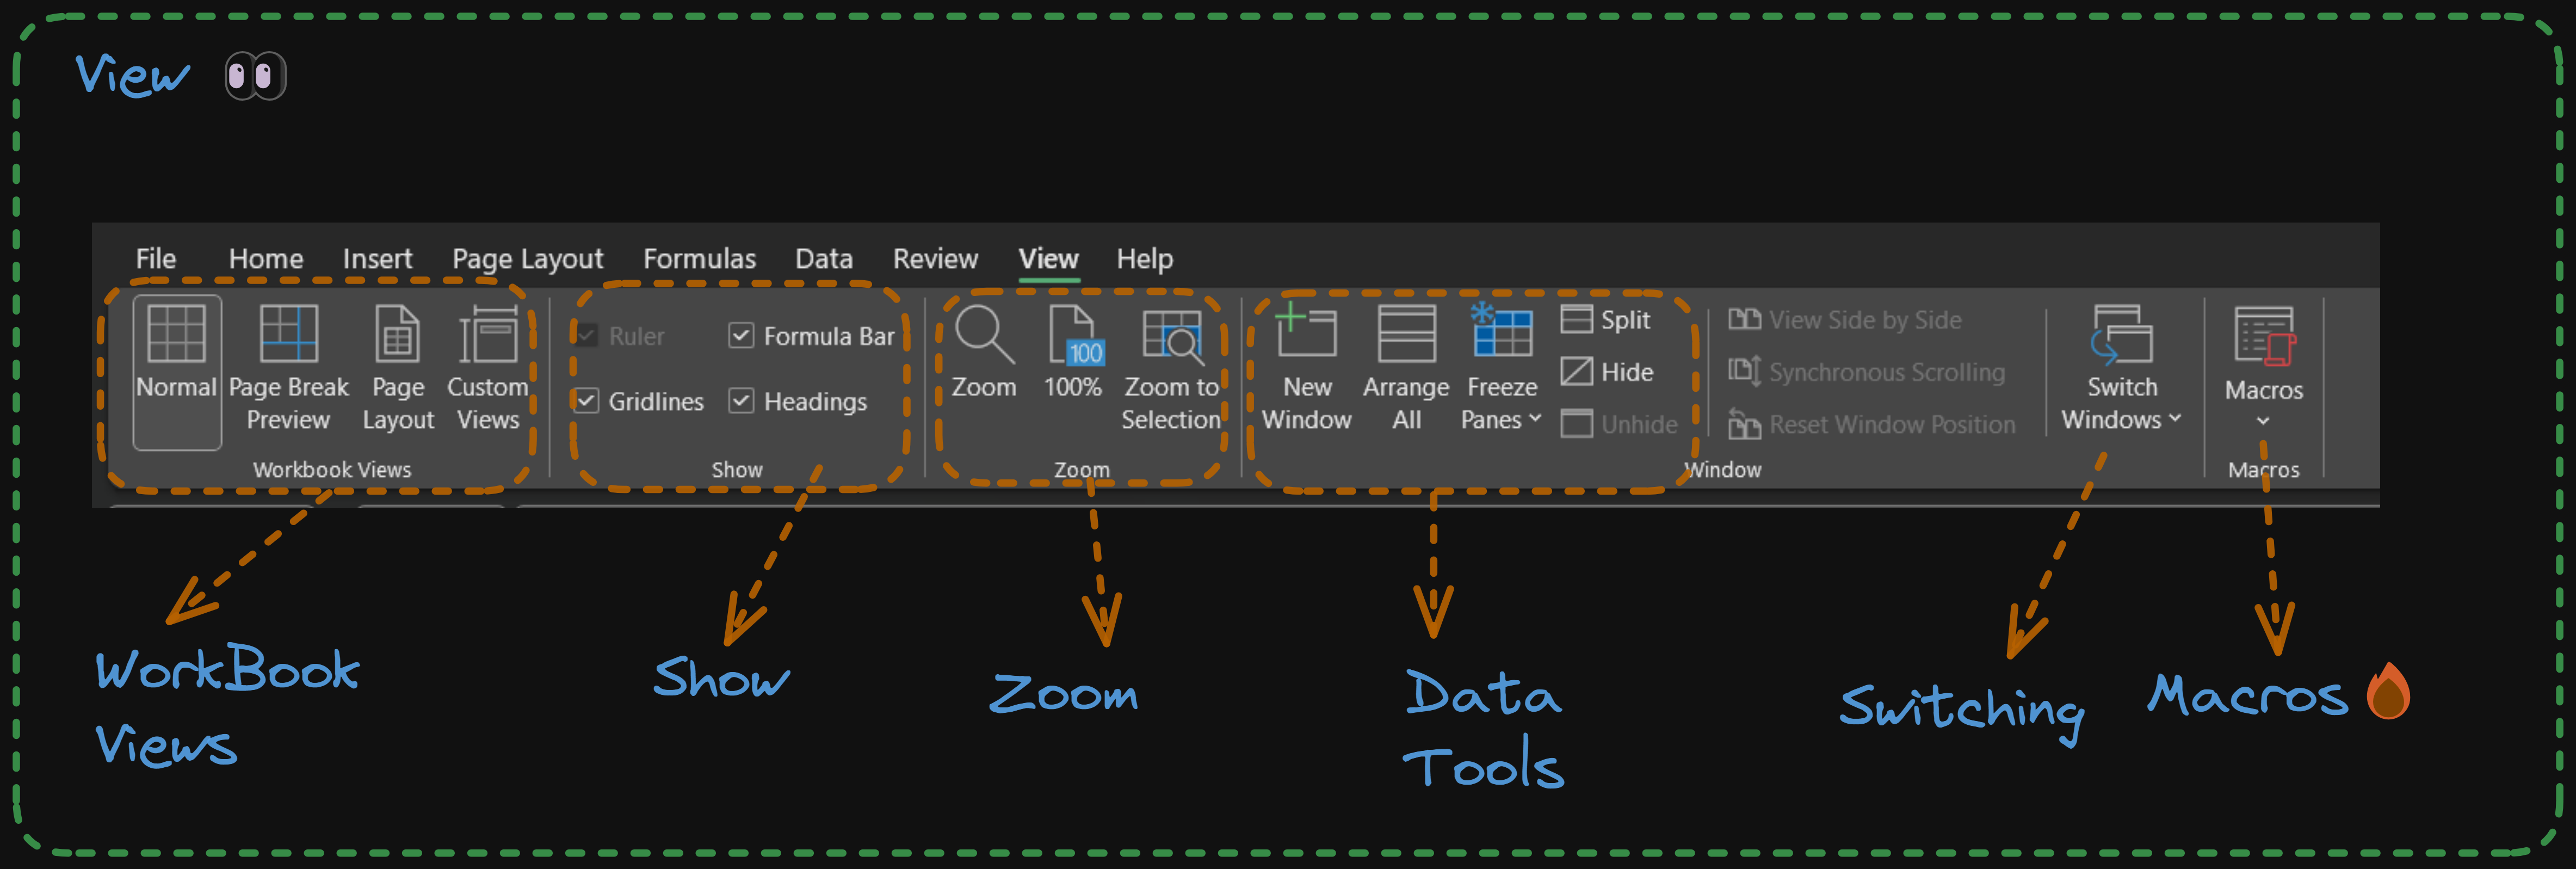 View
File Home Insert Page Layout Formulas Data Review View Help
Normal
Page Break
Preview
Page
Layout
Custom
Views
Workbook Views
Ruler
Formula Bar
Gridlines
Headings
Show
Zoom
100
100%
Zoom to
Selection
Zoom
New
Window
Arrange
All
Freeze
Panes
Split
Hide
Unhide
View Side by Side
Synchronous Scrolling
Reset Window Position
Switch
Windows
Window
Macros
Macros
WorkBook
Views
Show
Zoom
Data
Tools
Switching
Macros